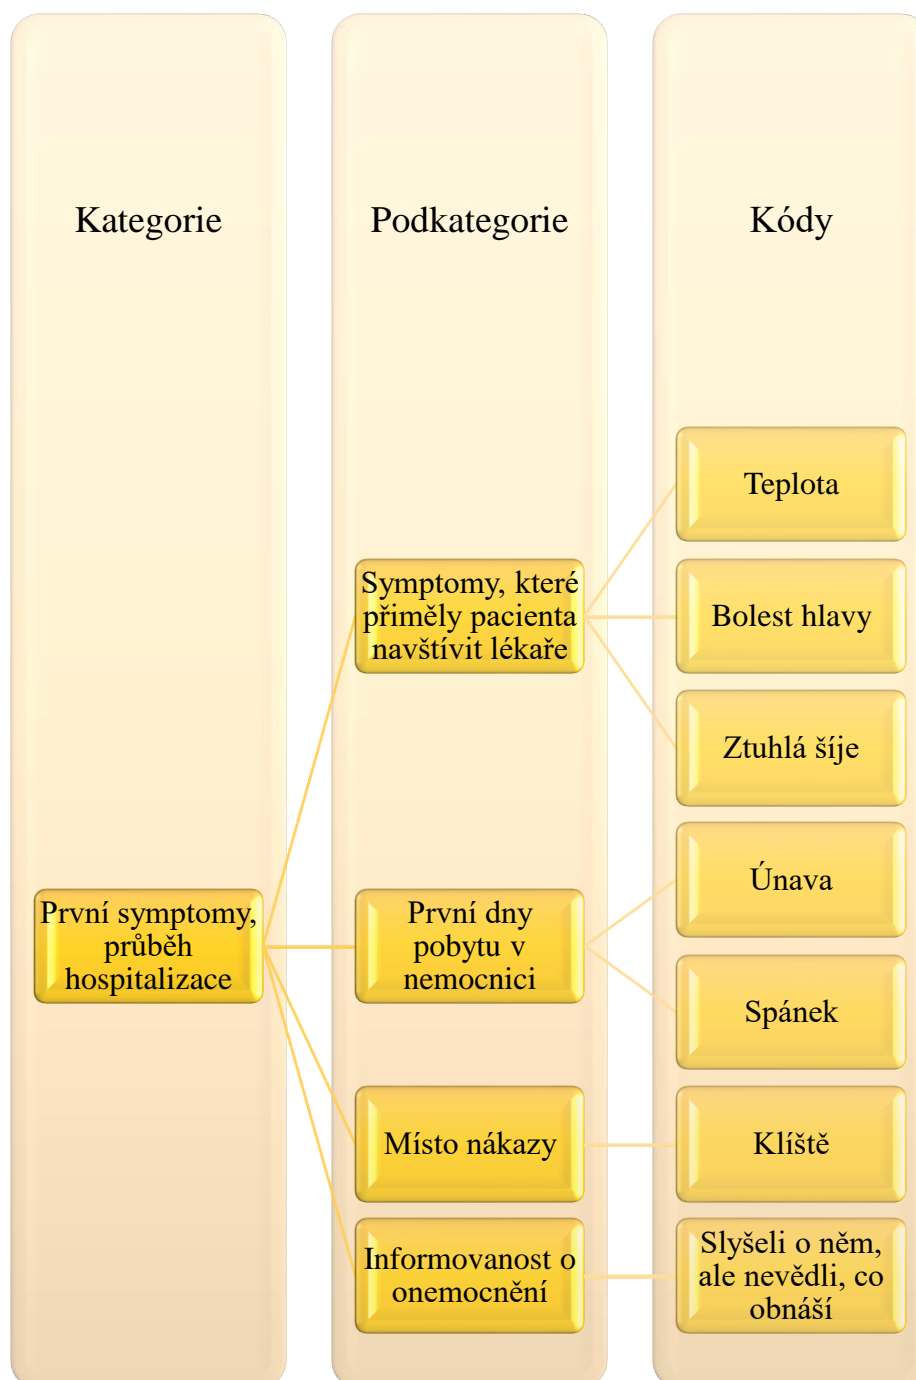 Kategorie
Podkategorie
Kódy
První symptomy,
průběh
hospitalizace
Symptomy, které
přiměly pacienta
navštívit lékaře
Teplota
Bolest hlavy
Ztuhlá šíje
První dny
pobytu v
nemocnici
Únava
Spánek
Místo nákazy
Klíště
Informovanost o
onemocnění
Slyšeli o něm,
ale nevědli, co
obnáší